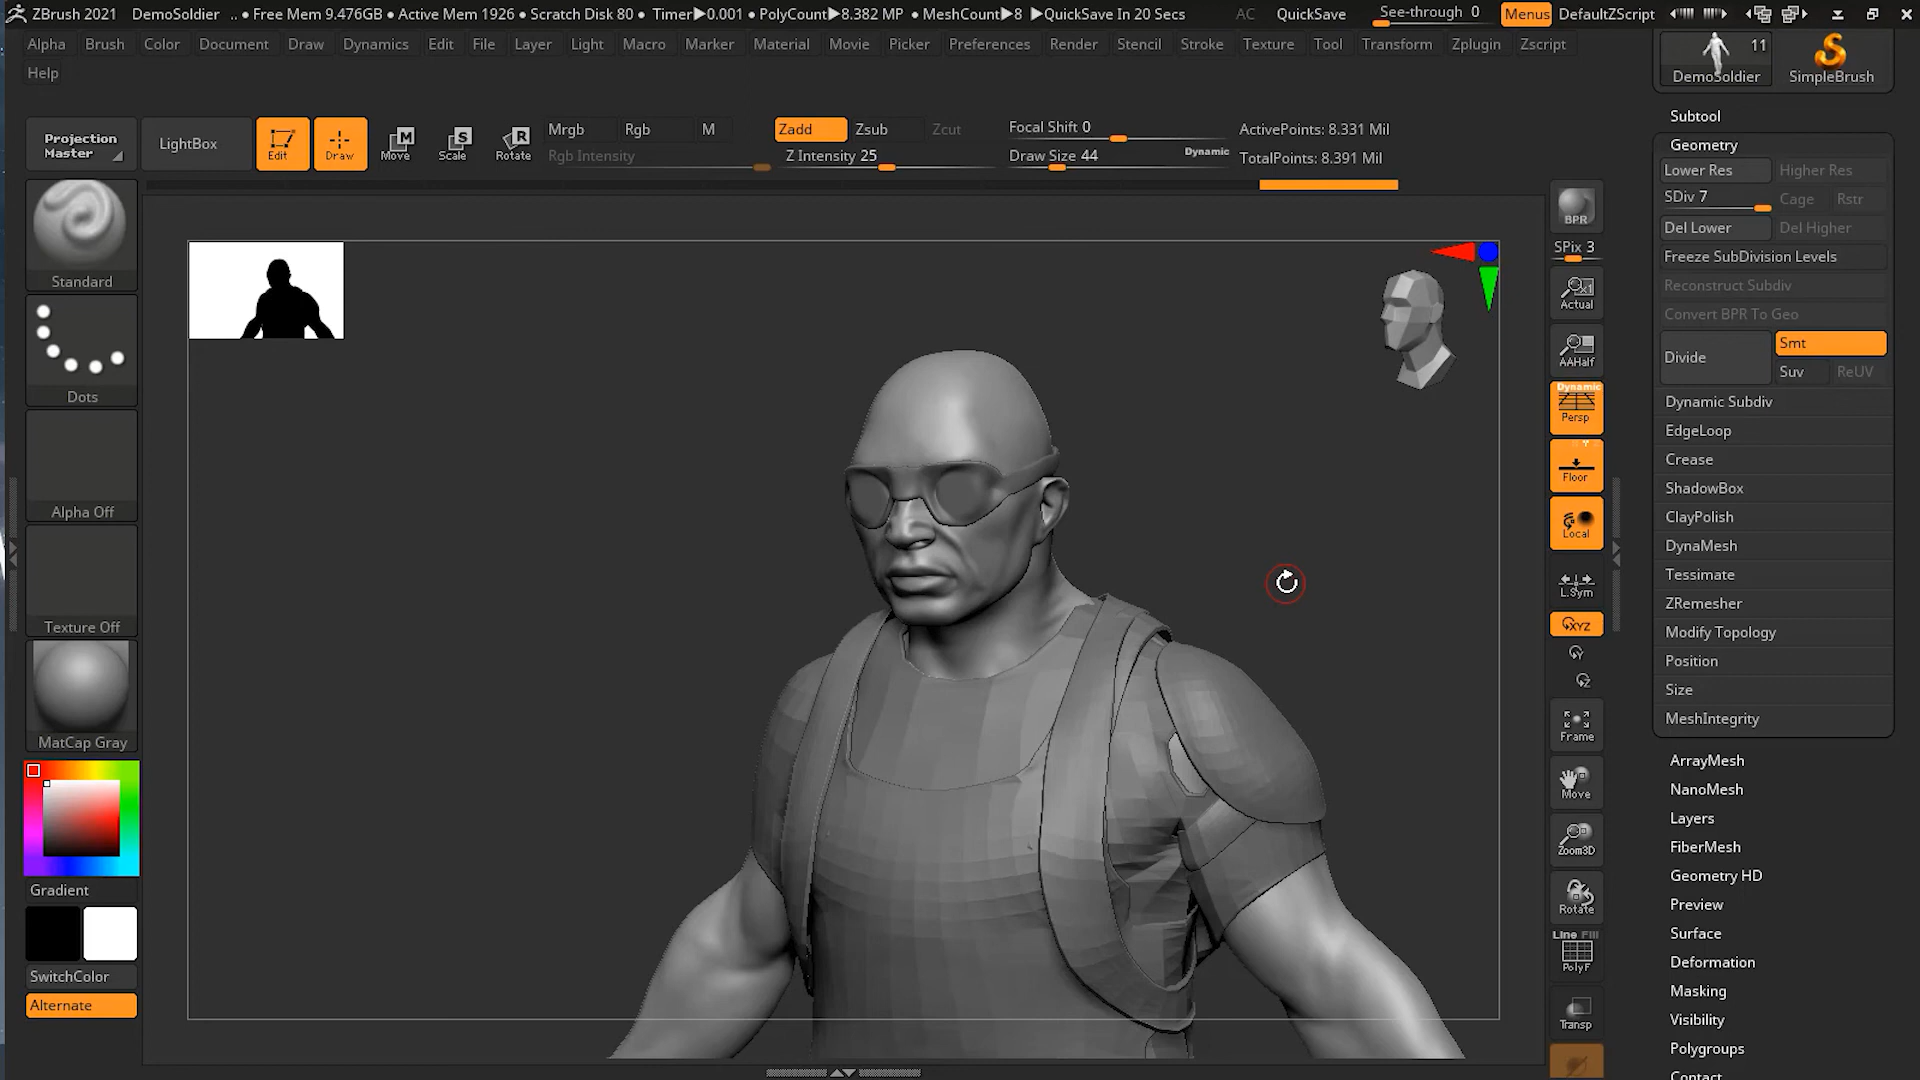 ZBrush 2021 DemoSoldier .. • Free Mem 9.476GB • Active Mem 1926 • Scratch Disk 80 • Timer▶0.001 • PolyCount▶8.382 MP • MeshCount▶8 ▶QuickSave In 20 Secs AC QuickSave See-through 0 Menus DefaultZScript
Alpha Brush Color Document Draw Dynamics Edit File Layer Light Macro Marker Material Movie Picker Preferences Render Stencil Stroke Texture Tool Transform Zplugin Zscript
Help
11
DemoSoldier SimpleBrush
Projection
Master
LightBox
Edit
Draw
M
Move
S
Scale
R
Rotate
Mrgb Rgb M
Rgb Intensity
Zadd Zsub Zcut
Z Intensity 25
Focal Shift 0
Draw Size 44
Dynamic
ActivePoints: 8.331 Mil
TotalPoints: 8.391 Mil
Standard
Dots
Alpha Off
Texture Off
MatCap Gray
Gradient
SwitchColor
Alternate
BPR
SPix 3
x1
Actual
AAHalf
Dynamic
Persp
Floor
Local
L.Sym
XYZ
Y
Z
Frame
Move
Zoom3D
Rotate
Line Fill
PolyF
Transp
Subtool
Geometry
Lower Res Higher Res
SDiv 7 Cage Rstr
Del Lower Del Higher
Freeze SubDivision Levels
Reconstruct Subdiv
Convert BPR To Geo
Divide
Smt
Suv ReUV
Dynamic Subdiv
EdgeLoop
Crease
ShadowBox
ClayPolish
DynaMesh
Tessimate
ZRemesher
Modify Topology
Position
Size
MeshIntegrity
ArrayMesh
NanoMesh
Layers
FiberMesh
Geometry HD
Preview
Surface
Deformation
Masking
Visibility
Polygroups
Contact